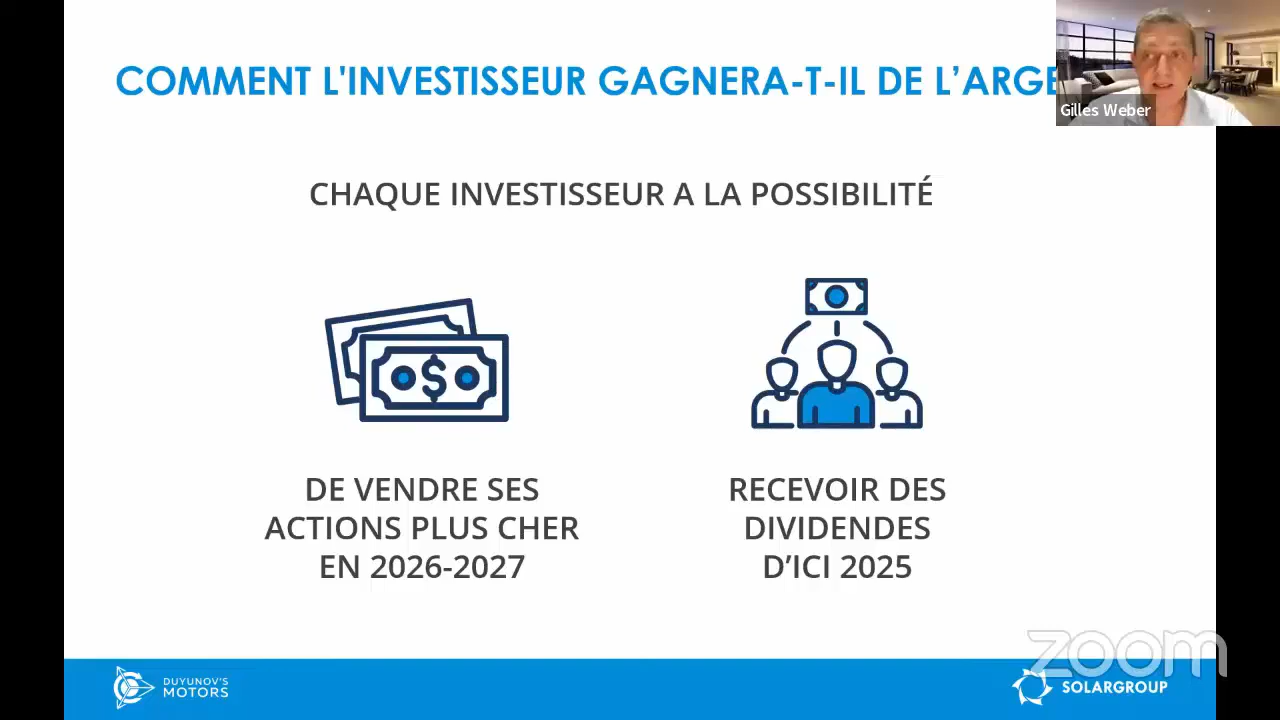 COMMENT L'INVESTISSEUR GAGNERA-T-IL DE L’ARGE
Gilles Weber
CHAQUE INVESTISSEUR A LA POSSIBILITÉ
$
DE VENDRE SES
ACTIONS PLUS CHER
EN 2026-2027
RECEVOIR DES
DIVIDENDES
D’ICI 2025
zoom
DUYUNOV'S
MOTORS
SOLARGROUP